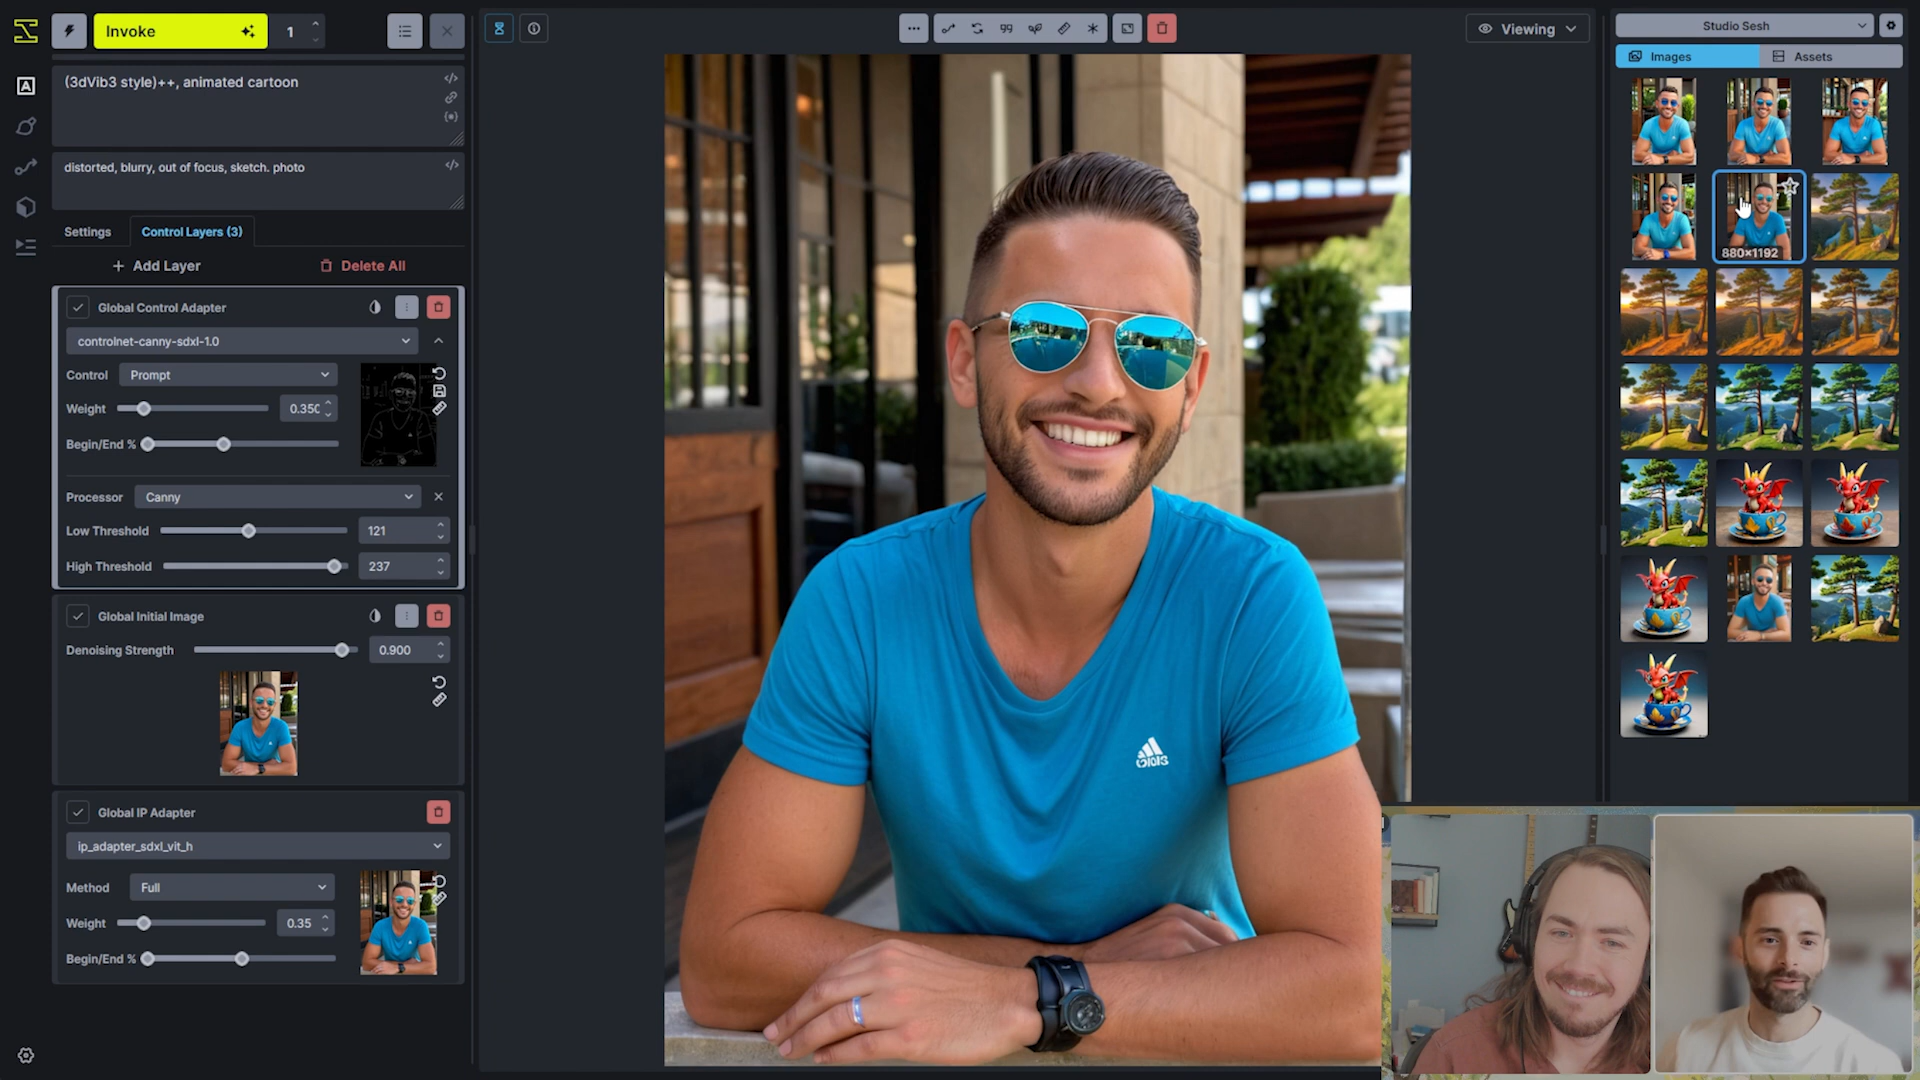 Invoke
1
Viewing
Studio Sesh
Images
Assets
(3dVib3 style)++, animated cartoon
distorted, blurry, out of focus, sketch. photo
Settings
Control Layers (3)
Add Layer
Delete All
Global Control Adapter
controlnet-canny-sdxl-1.0
Control
Prompt
Weight
0.350
Begin/End %
Processor
Canny
Low Threshold
121
High Threshold
237
Global Initial Image
Denoising Strength
0.900
Global IP Adapter
ip_adapter_sdxl_vit_h
Method
Full
Weight
0.35
Begin/End %
880×1192